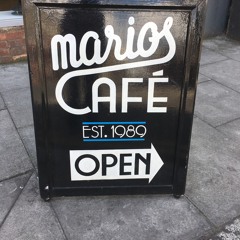 marios
CAFÉ
EST. 1989
OPEN